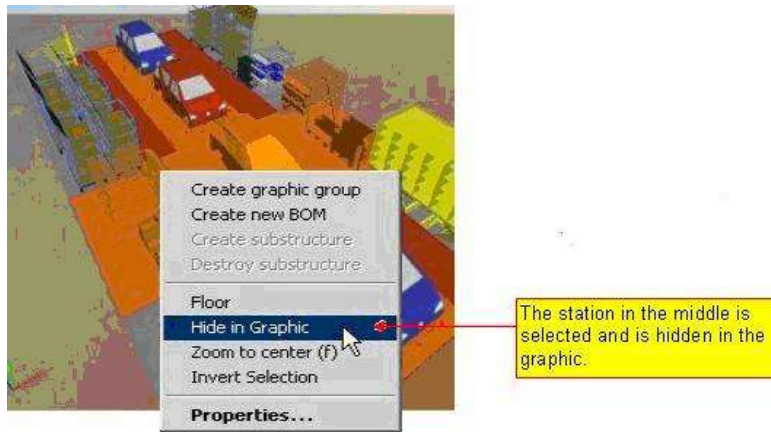 Create graphic group
Create new BOM
Create substructure
Destroy substructure
Floor
Hide in Graphic
Zoom to center (f)
Invert Selection
Properties...
The station in the middle is
selected and is hidden in the
graphic.